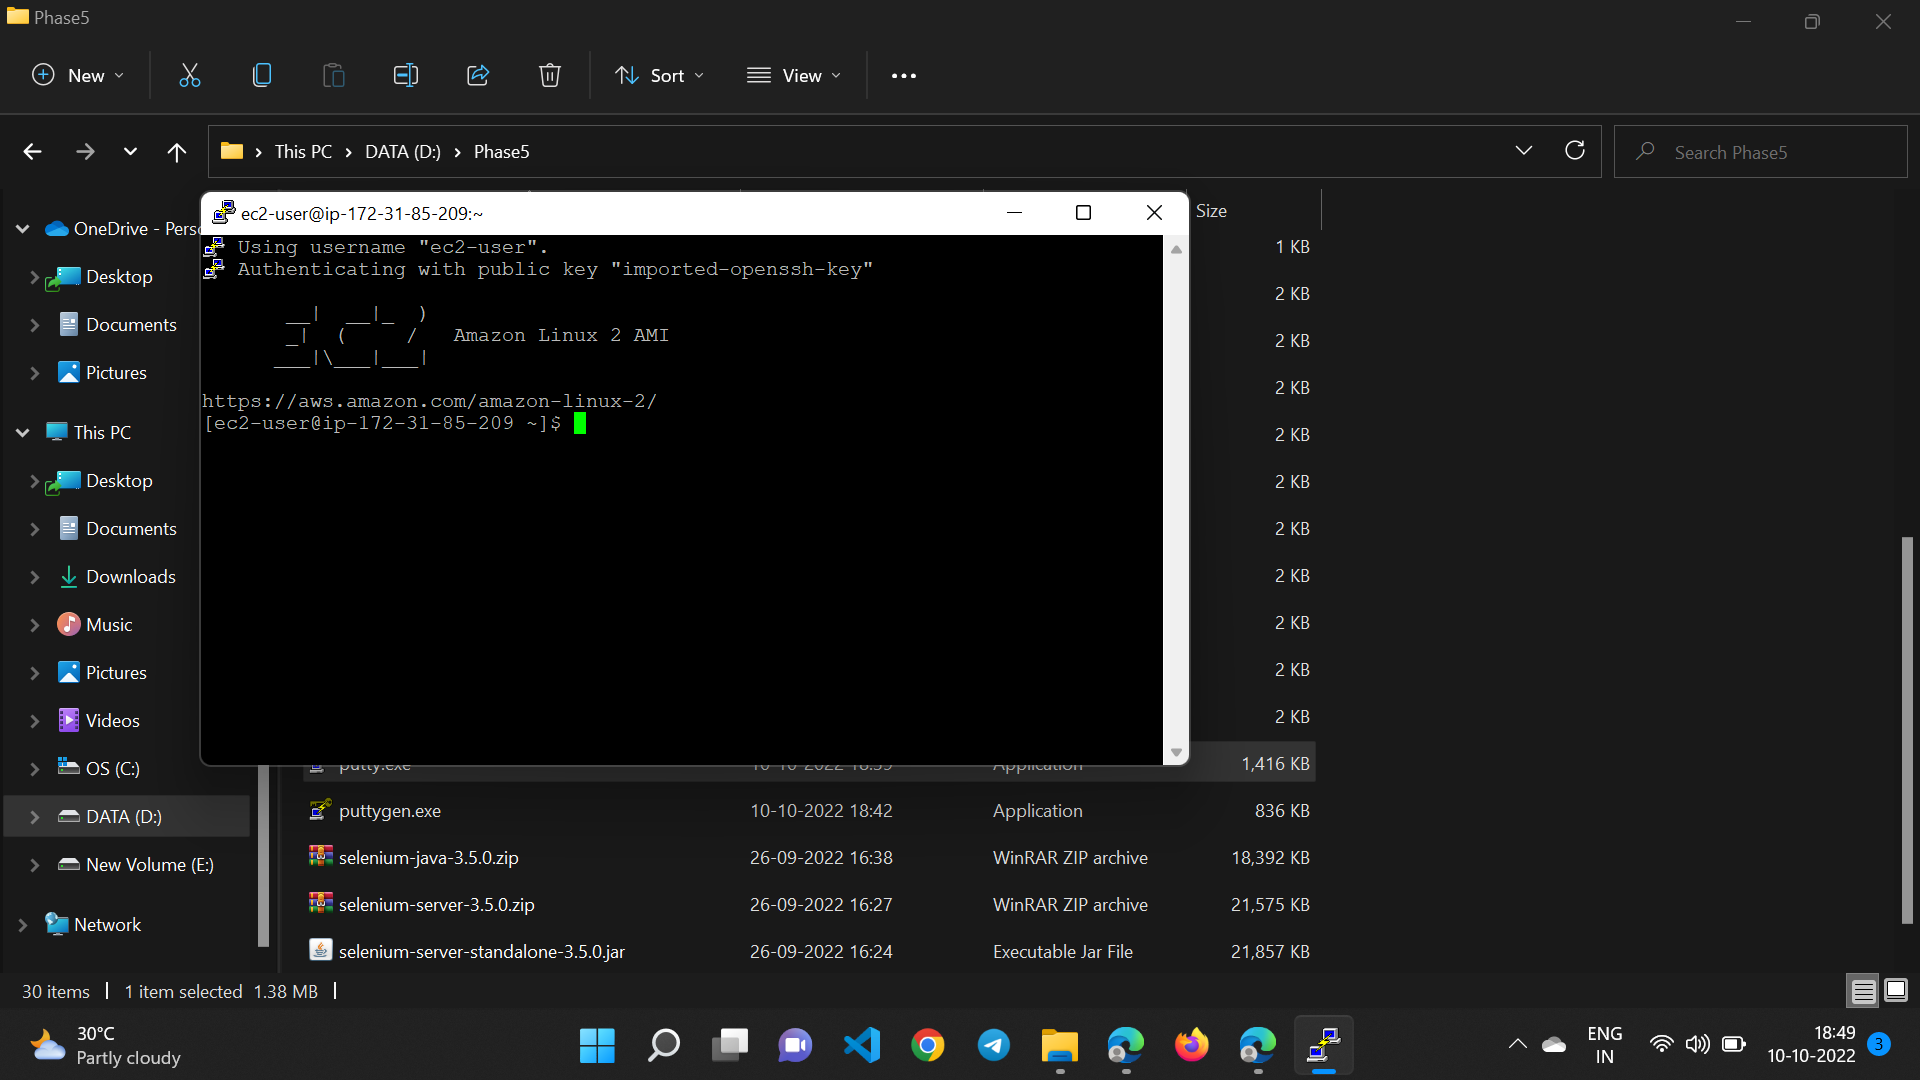 Phase5
New
Sort
View
This PC
DATA (D:)
Phase5
Search Phase5
OneDrive - Pers
Desktop
Documents
Pictures
This PC
Desktop
Documents
Downloads
Music
Pictures
Videos
OS (C:)
DATA (D:)
New Volume (E:)
Network
ec2-user@ip-172-31-85-209:~
Using username "ec2-user".
Authenticating with public key "imported-openssh-key"
       __|  __|_  )
       _|  (     /   Amazon Linux 2 AMI
      ___|\___|___|
https://aws.amazon.com/amazon-linux-2/
[ec2-user@ip-172-31-85-209 ~]$
Size
1 KB
2 KB
2 KB
2 KB
2 KB
2 KB
2 KB
2 KB
2 KB
2 KB
2 KB
putty.exe 10-10-2022 18:39 Application 1,416 KB
puttygen.exe 10-10-2022 18:42 Application 836 KB
selenium-java-3.5.0.zip 26-09-2022 16:38 WinRAR ZIP archive 18,392 KB
selenium-server-3.5.0.zip 26-09-2022 16:27 WinRAR ZIP archive 21,575 KB
selenium-server-standalone-3.5.0.jar 26-09-2022 16:24 Executable Jar File 21,857 KB
30 items
1 item selected 1.38 MB
30°C
Partly cloudy
ENG
IN
18:49
10-10-2022
3